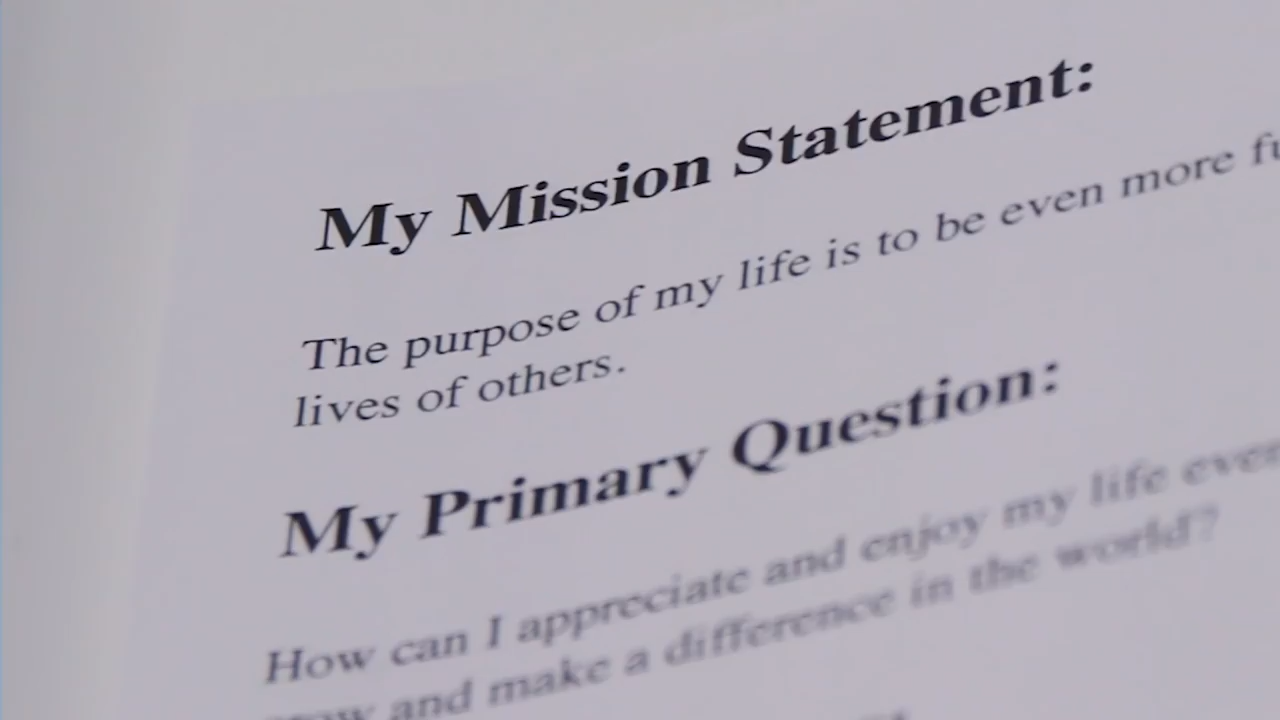 My Mission Statement:
The purpose of my life is to be even more
lives of others.
My Primary Question:
How can I appreciate and enjoy my life
and make a difference in the world?